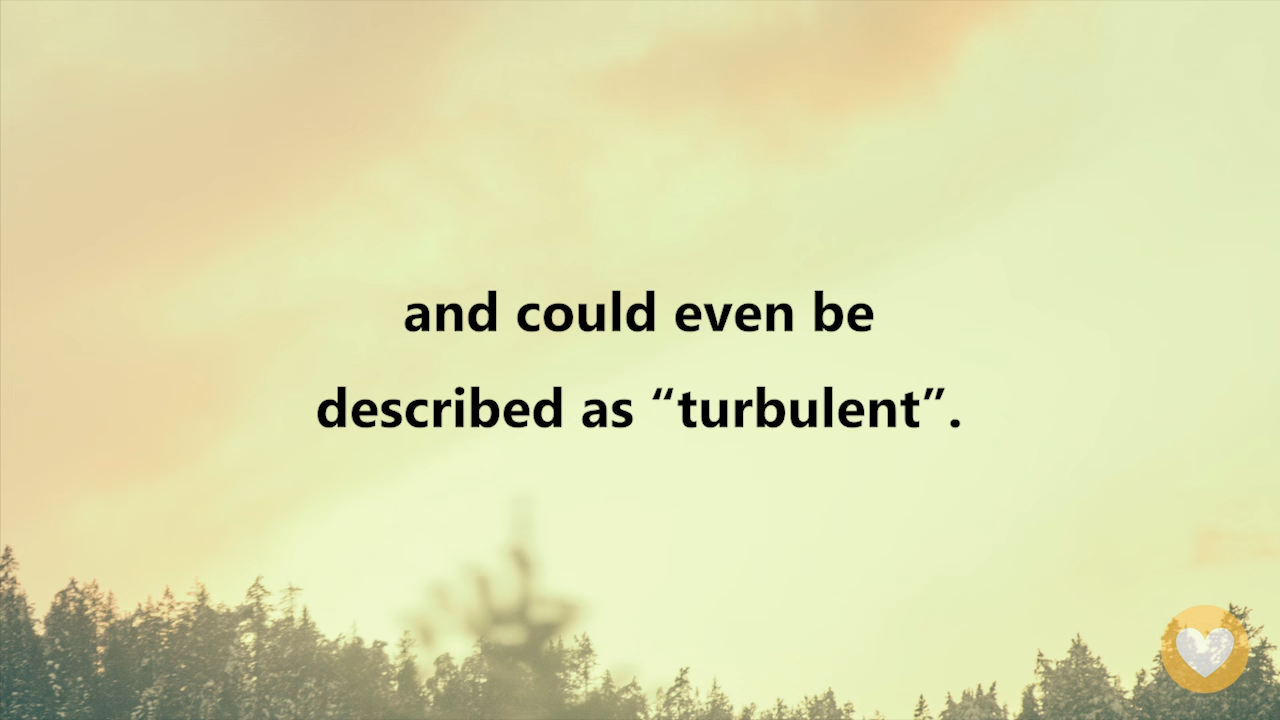 and could even be
described as “turbulent”.